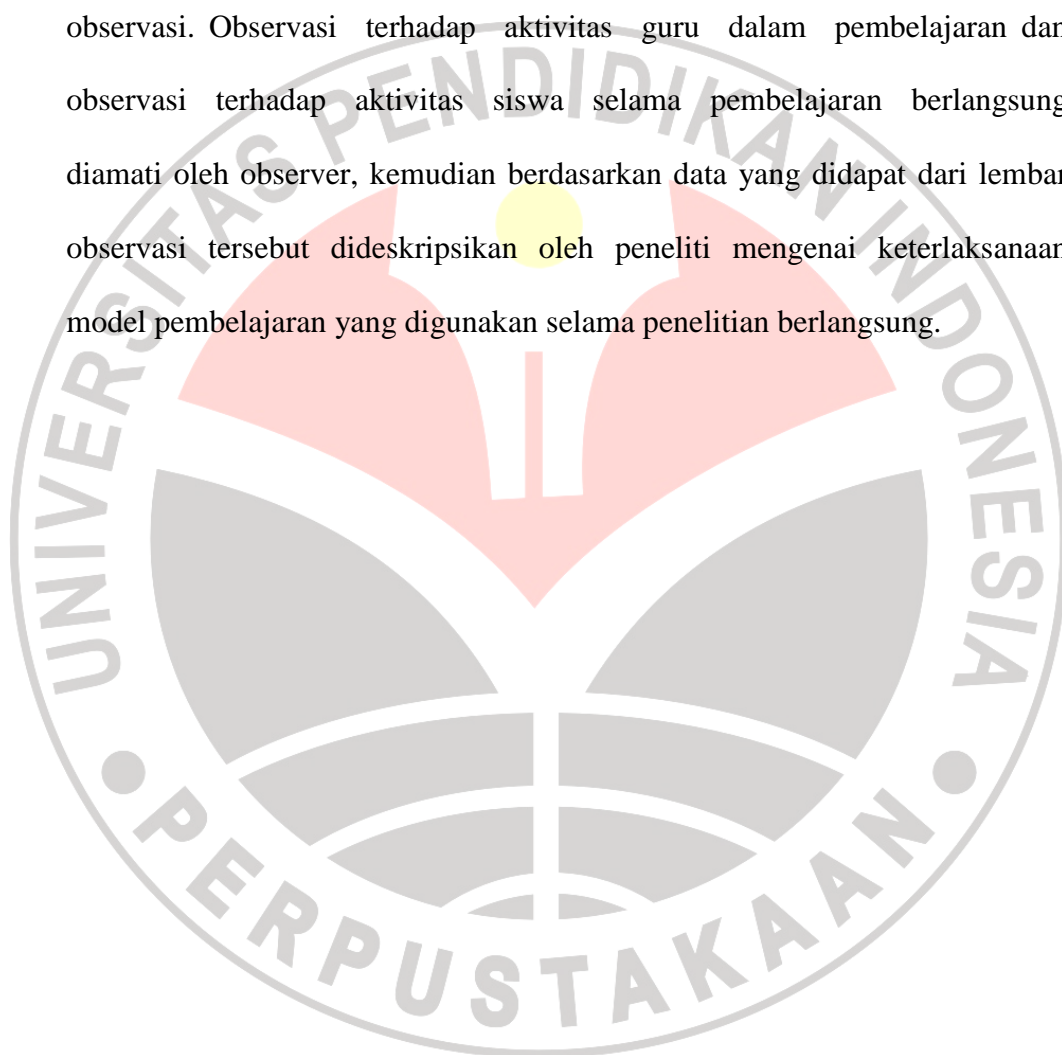 observasi. Observasi terhadap aktivitas guru dalam pembelajaran dan
observasi terhadap aktivitas siswa selama pembelajaran berlangsung
diamati oleh observer, kemudian berdasarkan data yang didapat dari lembar
observasi tersebut dideskripsikan oleh peneliti mengenai keterlaksanaan
model pembelajaran yang digunakan selama penelitian berlangsung.
UNIVERSITAS PENDIDIKAN INDONESIA
PERPUSTAKAAN